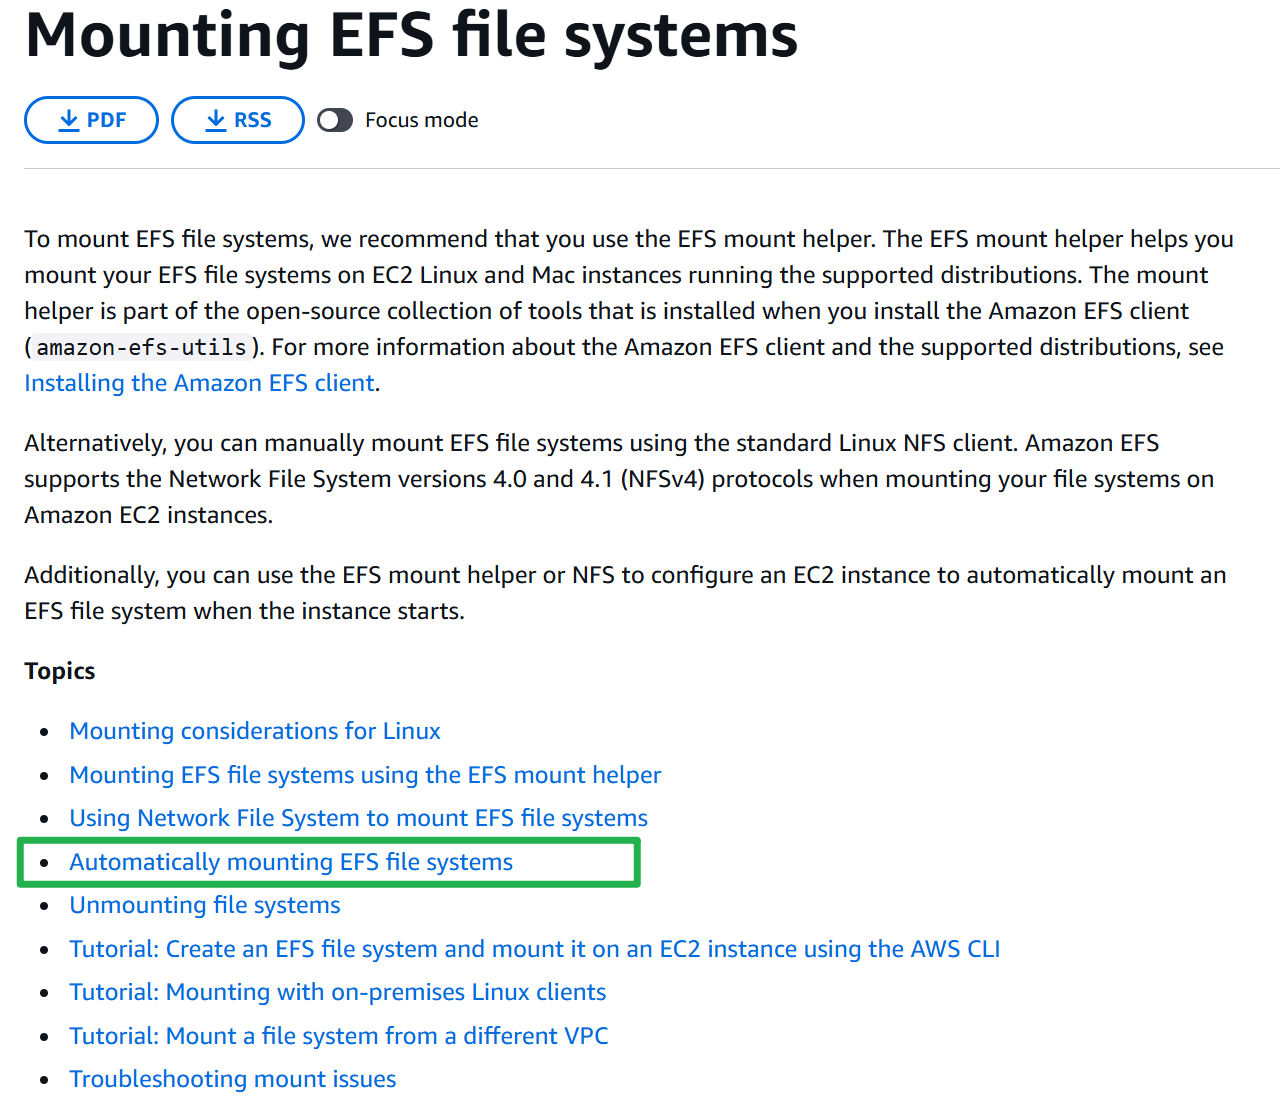 Mounting EFS file systems
PDF
RSS
Focus mode
To mount EFS file systems, we recommend that you use the EFS mount helper. The EFS mount helper helps you
mount your EFS file systems on EC2 Linux and Mac instances running the supported distributions. The mount
helper is part of the open-source collection of tools that is installed when you install the Amazon EFS client
(amazon-efs-utils). For more information about the Amazon EFS client and the supported distributions, see
Installing the Amazon EFS client.
Alternatively, you can manually mount EFS file systems using the standard Linux NFS client. Amazon EFS
supports the Network File System versions 4.0 and 4.1 (NFSv4) protocols when mounting your file systems on
Amazon EC2 instances.
Additionally, you can use the EFS mount helper or NFS to configure an EC2 instance to automatically mount an
EFS file system when the instance starts.
Topics
• Mounting considerations for Linux
• Mounting EFS file systems using the EFS mount helper
• Using Network File System to mount EFS file systems
• Automatically mounting EFS file systems
• Unmounting file systems
• Tutorial: Create an EFS file system and mount it on an EC2 instance using the AWS CLI
• Tutorial: Mounting with on-premises Linux clients
• Tutorial: Mount a file system from a different VPC
• Troubleshooting mount issues